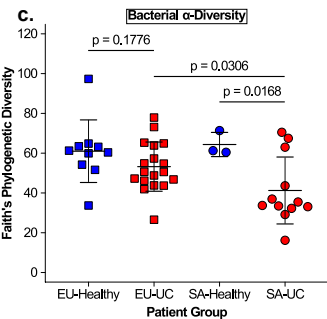 c.
Bacterial α-Diversity
p = 0.1776
p = 0.0306
p = 0.0168
Faith's Phylogenetic Diversity
120
100
80
60
40
20
0
EU-Healthy EU-UC SA-Healthy SA-UC
Patient Group